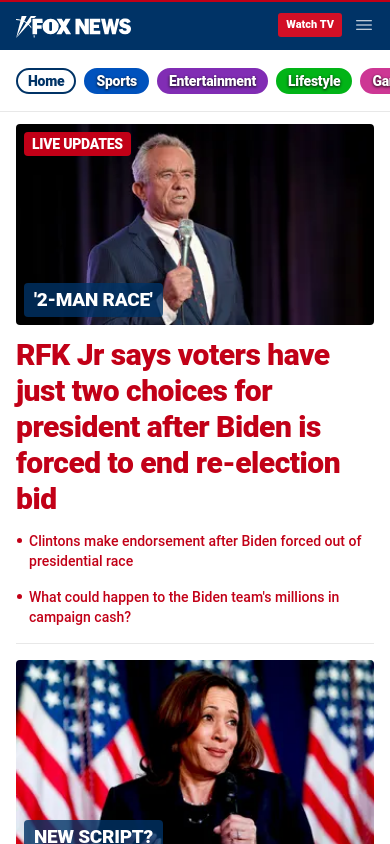 FOX NEWS
Watch TV
Home
Sports
Entertainment
Lifestyle
Ga
LIVE UPDATES
'2-MAN RACE'
RFK Jr says voters have
just two choices for
president after Biden is
forced to end re-election
bid
• Clintons make endorsement after Biden forced out of
presidential race
• What could happen to the Biden team's millions in
campaign cash?
NEW SCRIPT?